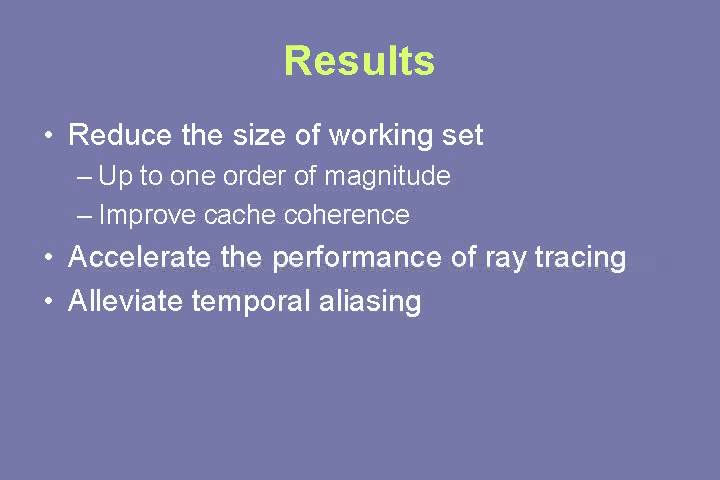 Results
• Reduce the size of working set
– Up to one order of magnitude
– Improve cache coherence
• Accelerate the performance of ray tracing
• Alleviate temporal aliasing